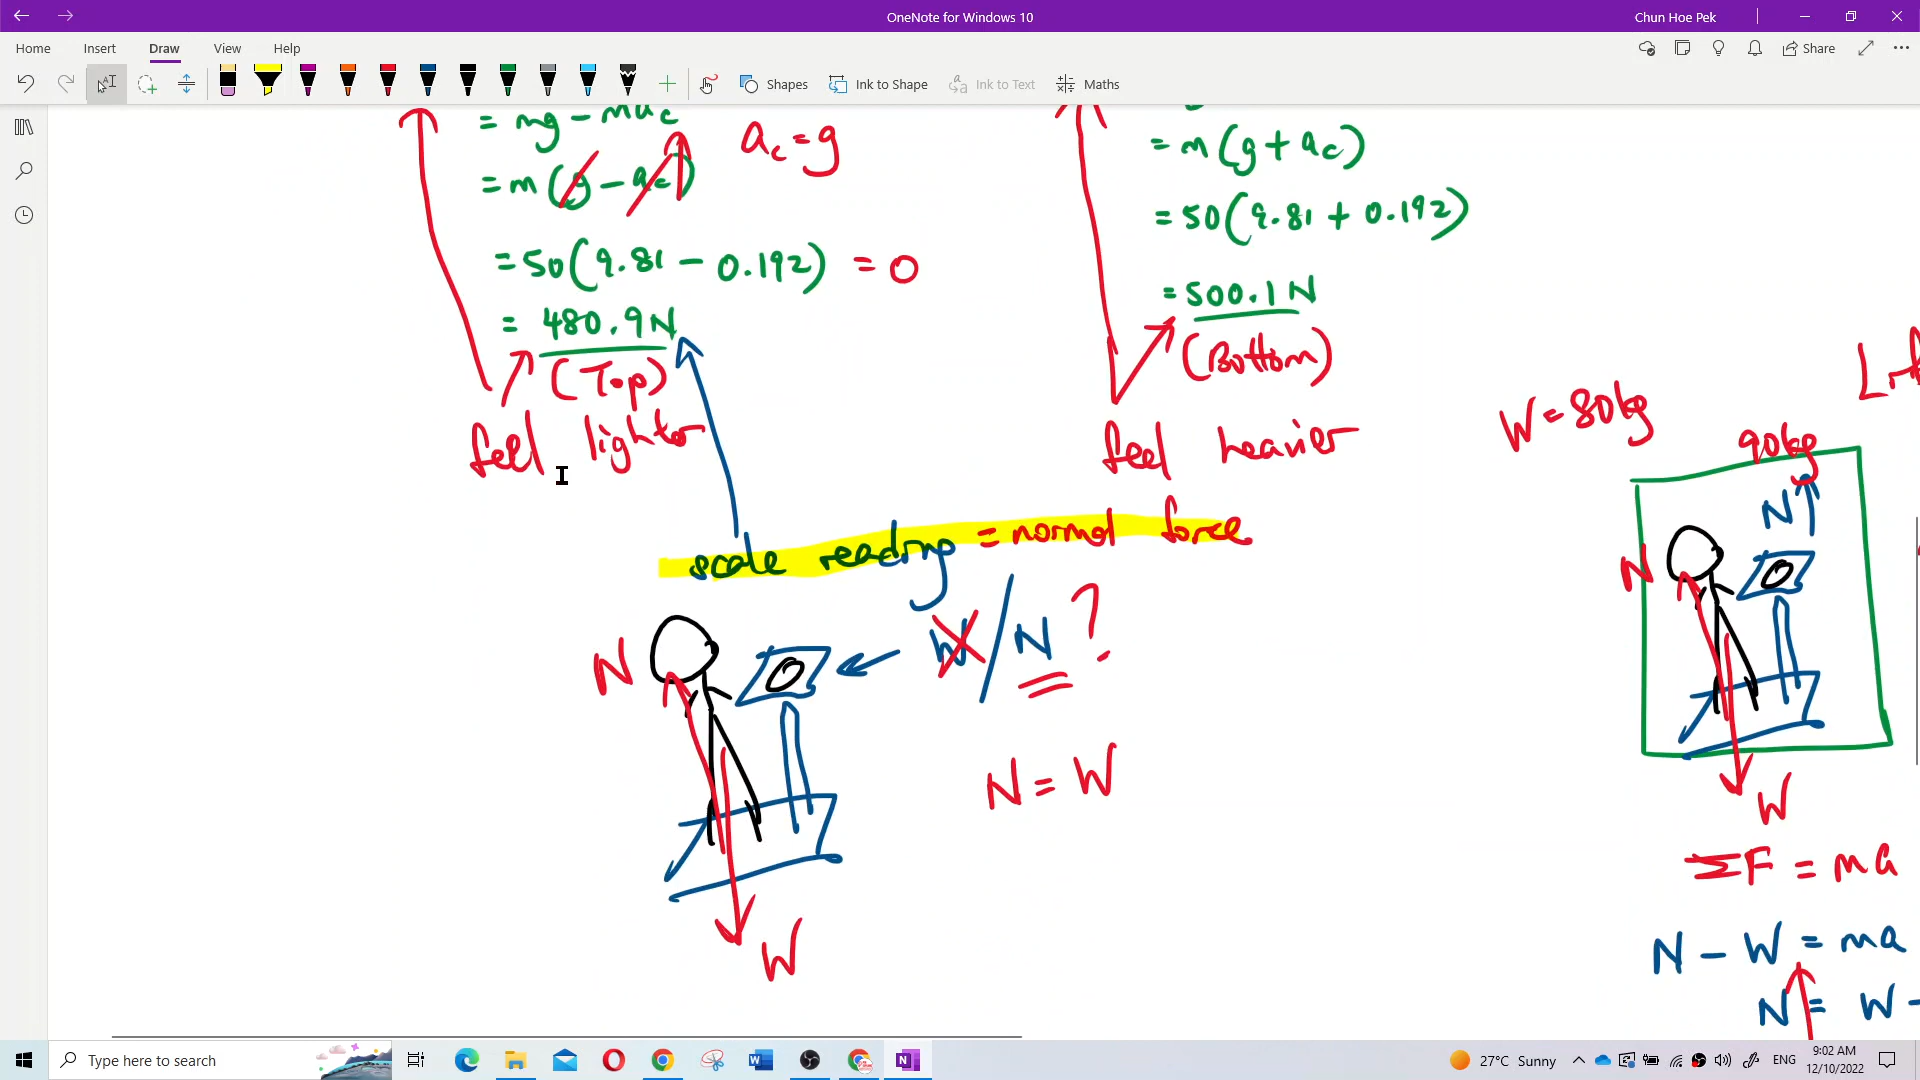 OneNote for Windows 10
Chun Hoe Pek
Home Insert Draw View Help
Share
Shapes
Ink to Shape
Ink to Text
Maths
= mg - mac
= m(g - ac)
ac = g
= 50(9.81 - 0.192) = 0
= 480.9N
(Top)
feel lighter
= m(g + ac)
= 50(9.81 + 0.192)
= 500.1 N
(Bottom)
feel heavier
scale reading = normal force
W/N ?
N
N = W
W
W = 80kg
90kg
N
N
W
ΣF = ma
N - W = ma
N = W -
Type here to search
27°C Sunny
ENG
9:02 AM
12/10/2022